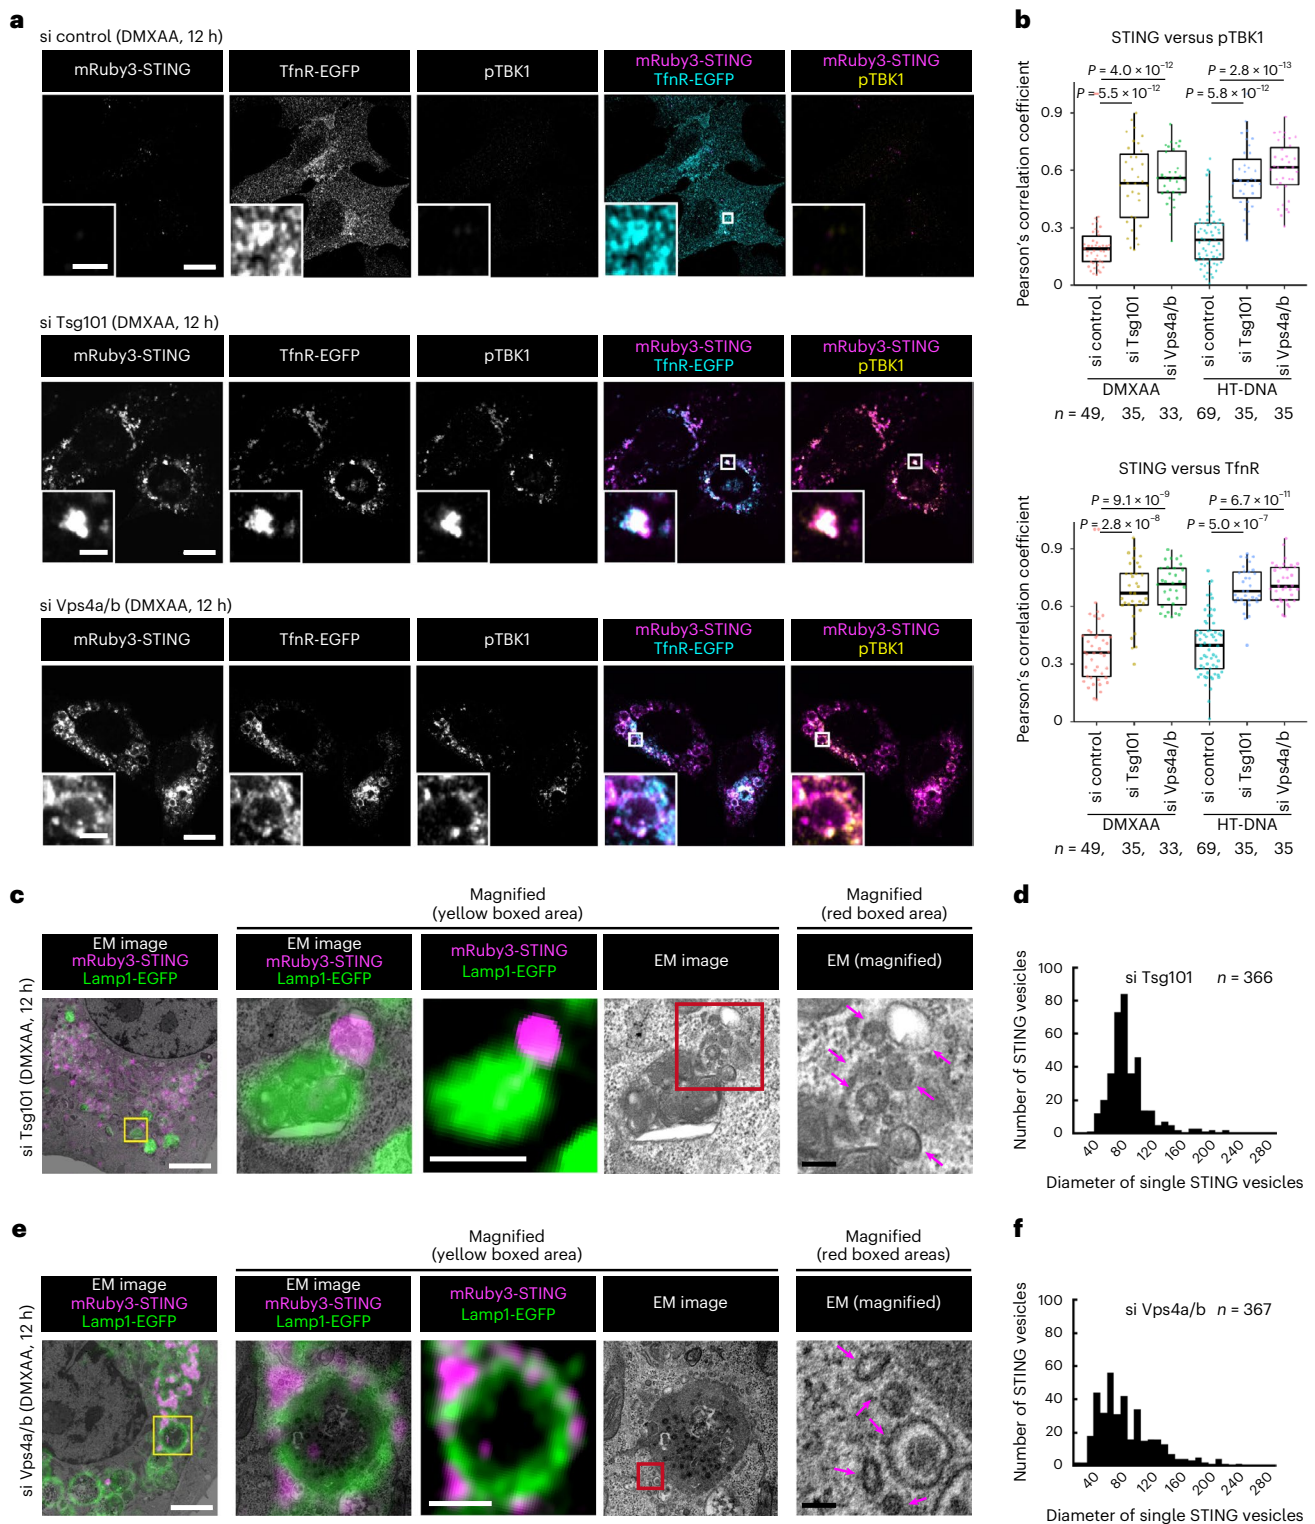 a
si control (DMXAA, 12 h)
mRuby3-STING
TfnR-EGFP
pTBK1
mRuby3-STING
TfnR-EGFP
mRuby3-STING
pTBK1
si Tsg101 (DMXAA, 12 h)
mRuby3-STING
TfnR-EGFP
pTBK1
mRuby3-STING
TfnR-EGFP
mRuby3-STING
pTBK1
si Vps4a/b (DMXAA, 12 h)
mRuby3-STING
TfnR-EGFP
pTBK1
mRuby3-STING
TfnR-EGFP
mRuby3-STING
pTBK1
b
STING versus pTBK1
P = 4.0 × 10⁻¹²
P = 2.8 × 10⁻¹³
P = 5.5 × 10⁻¹²
P = 5.8 × 10⁻¹²
Pearson's correlation coefficient
0.9
0.6
0.3
0
si control
si Tsg101
si Vps4a/b
si control
si Tsg101
si Vps4a/b
DMXAA
HT-DNA
n = 49, 35, 33, 69, 35, 35
STING versus TfnR
P = 9.1 × 10⁻⁹
P = 6.7 × 10⁻¹¹
P = 2.8 × 10⁻⁸
P = 5.0 × 10⁻⁷
Pearson's correlation coefficient
0.9
0.6
0.3
0
si control
si Tsg101
si Vps4a/b
si control
si Tsg101
si Vps4a/b
DMXAA
HT-DNA
n = 49, 35, 33, 69, 35, 35
c
Magnified
(yellow boxed area)
Magnified
(red boxed area)
si Tsg101 (DMXAA, 12 h)
EM image
mRuby3-STING
Lamp1-EGFP
EM image
mRuby3-STING
Lamp1-EGFP
mRuby3-STING
Lamp1-EGFP
EM image
EM (magnified)
d
Number of STING vesicles
100
80
60
40
20
0
si Tsg101 n = 366
40 80 120 160 200 240 280
Diameter of single STING vesicles
e
Magnified
(yellow boxed area)
Magnified
(red boxed areas)
si Vps4a/b (DMXAA, 12 h)
EM image
mRuby3-STING
Lamp1-EGFP
EM image
mRuby3-STING
Lamp1-EGFP
mRuby3-STING
Lamp1-EGFP
EM image
EM (magnified)
f
Number of STING vesicles
100
80
60
40
20
0
si Vps4a/b n = 367
40 80 120 160 200 240 280
Diameter of single STING vesicles